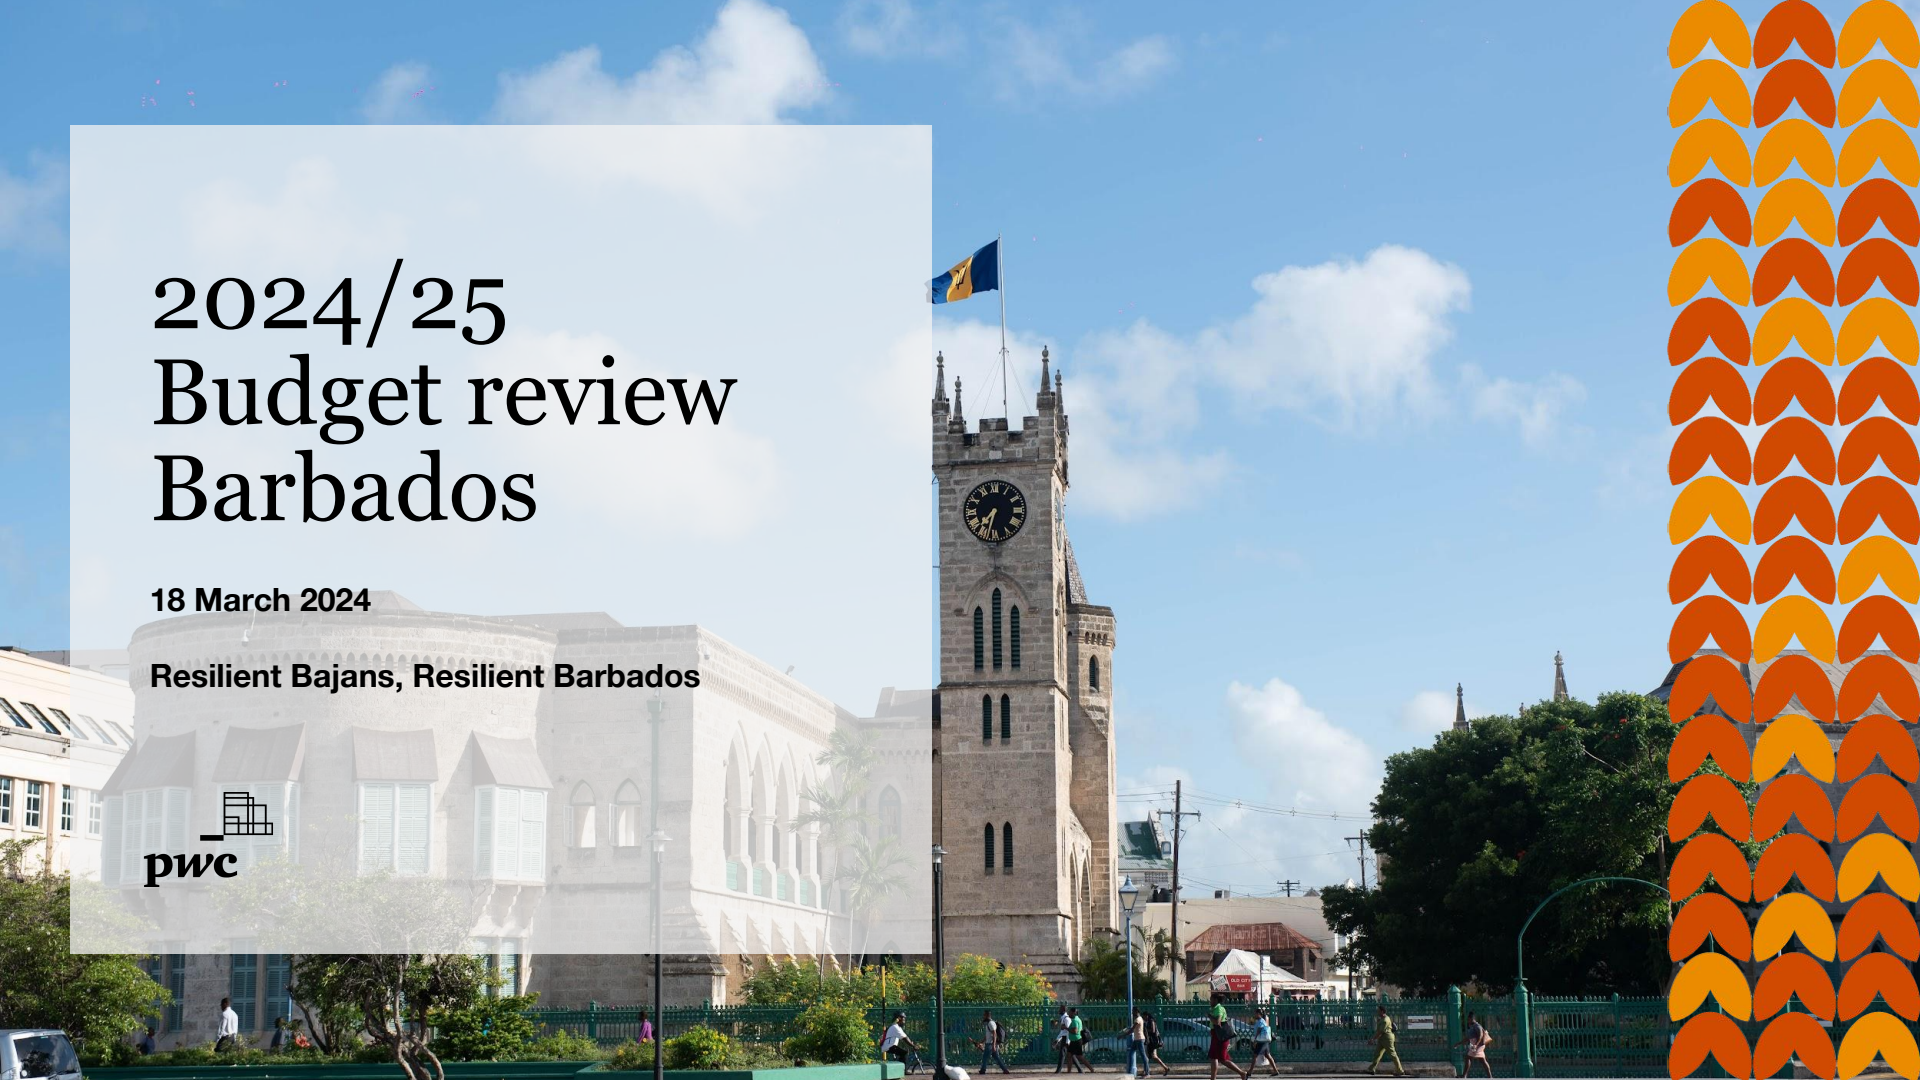 2024/25
Budget review
Barbados
18 March 2024
Resilient Bajans, Resilient Barbados
pwc